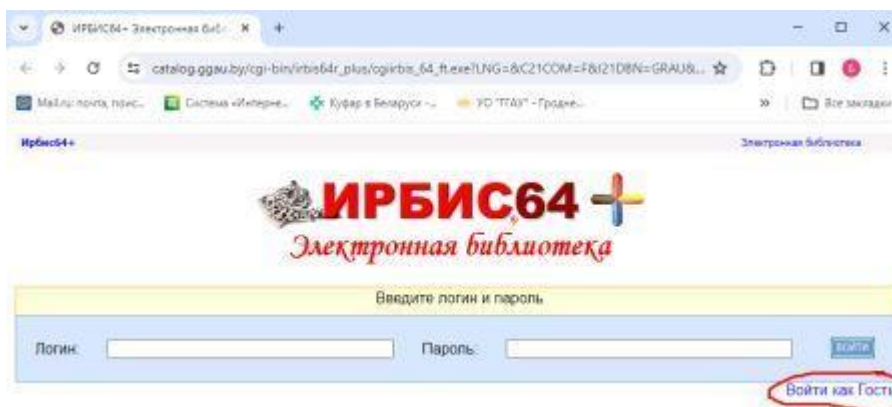 ИРБИС64+ Электронная биб...
catalog.ggau.by/cgi-bin/irbis64r_plus/cgiirbis_64_ft.exe?LNG=&C21COM=F&I21DBN=GRAU&...
Mail.ru: почта, поис... Система «Интерне... Куфар в Беларуси -... УО "ГГАУ" - Гродне... » Все закладки
Ирбис64+ Электронная библиотека
ИРБИС64+
Электронная библиотека
Введите логин и пароль
Логин: Пароль: ВОЙТИ
Войти как Гость